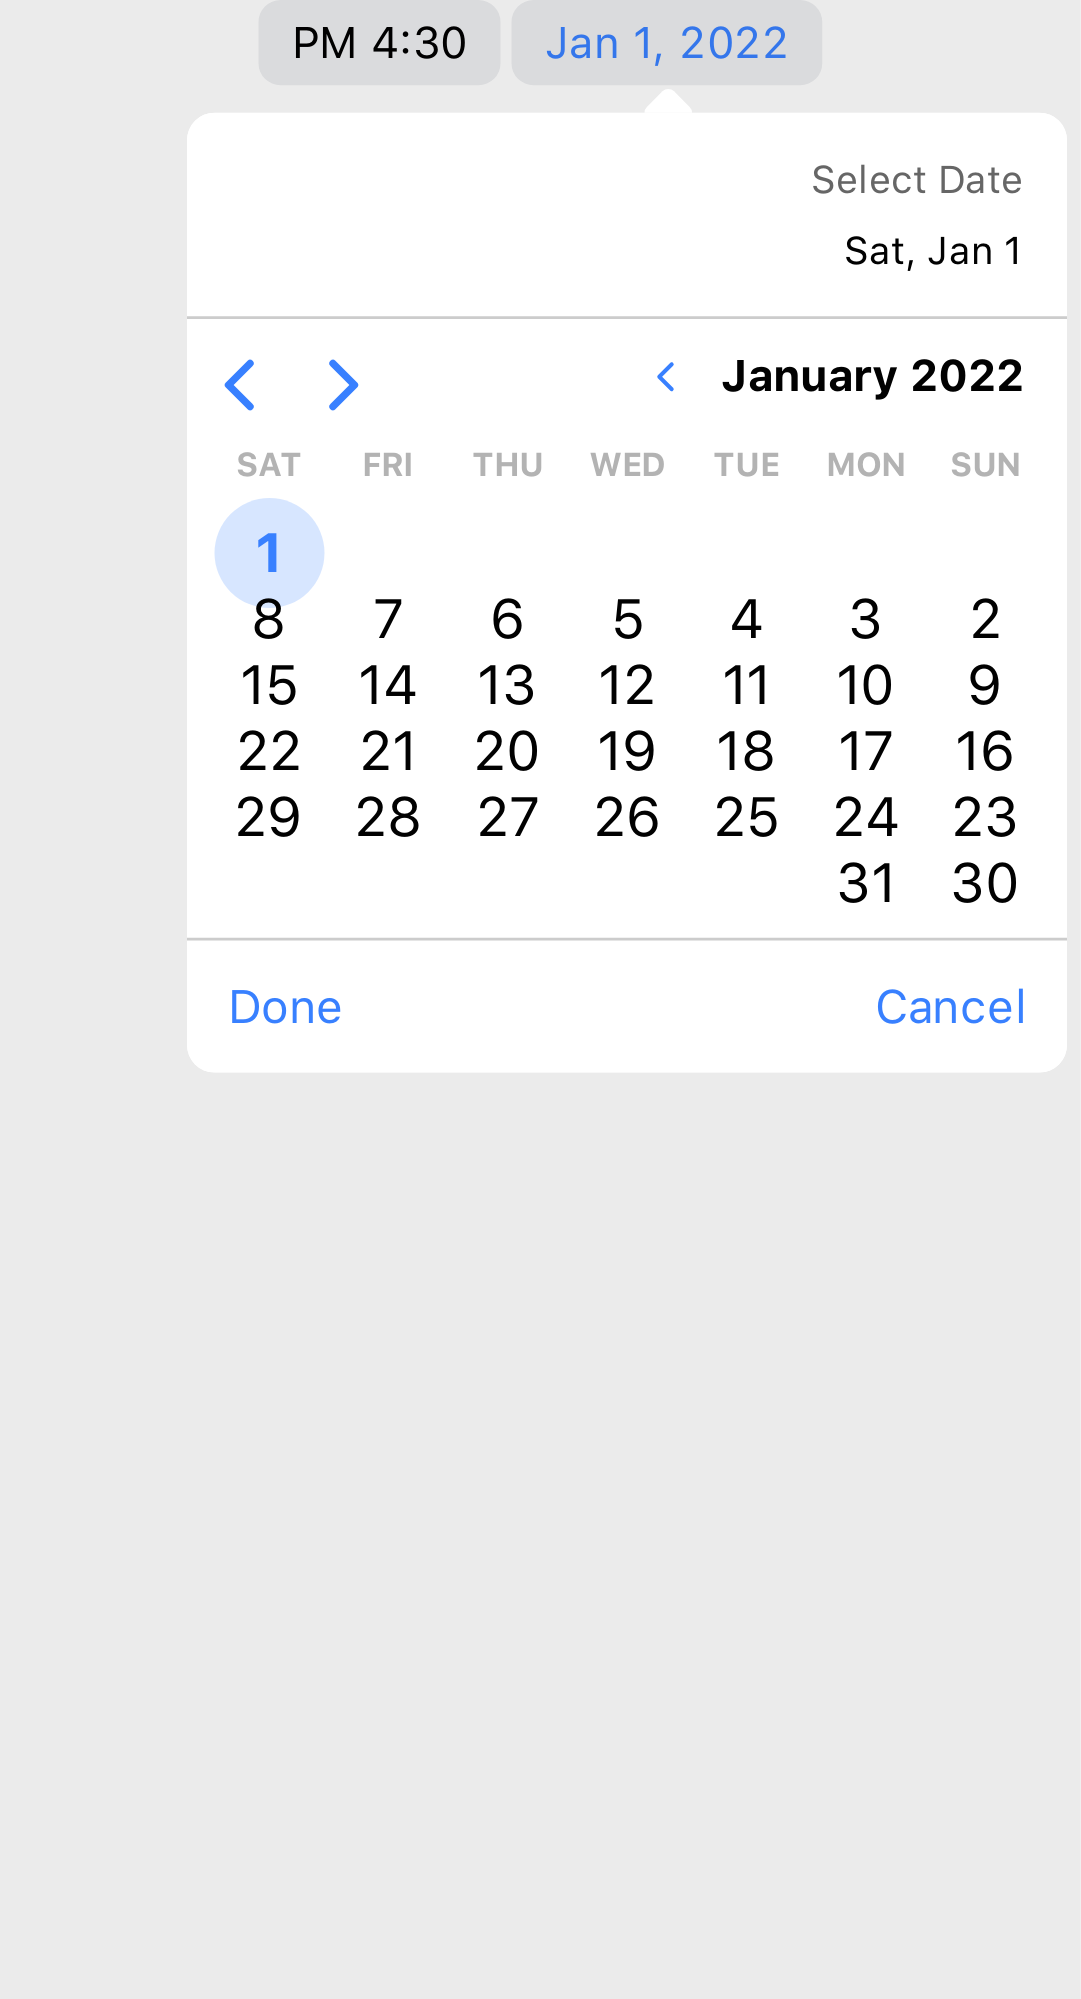 PM 4:30 Jan 1, 2022
Select Date
Sat, Jan 1
January 2022
SAT FRI THU WED TUE MON SUN
1
8 7 6 5 4 3 2
15 14 13 12 11 10 9
22 21 20 19 18 17 16
29 28 27 26 25 24 23
31 30
Done Cancel